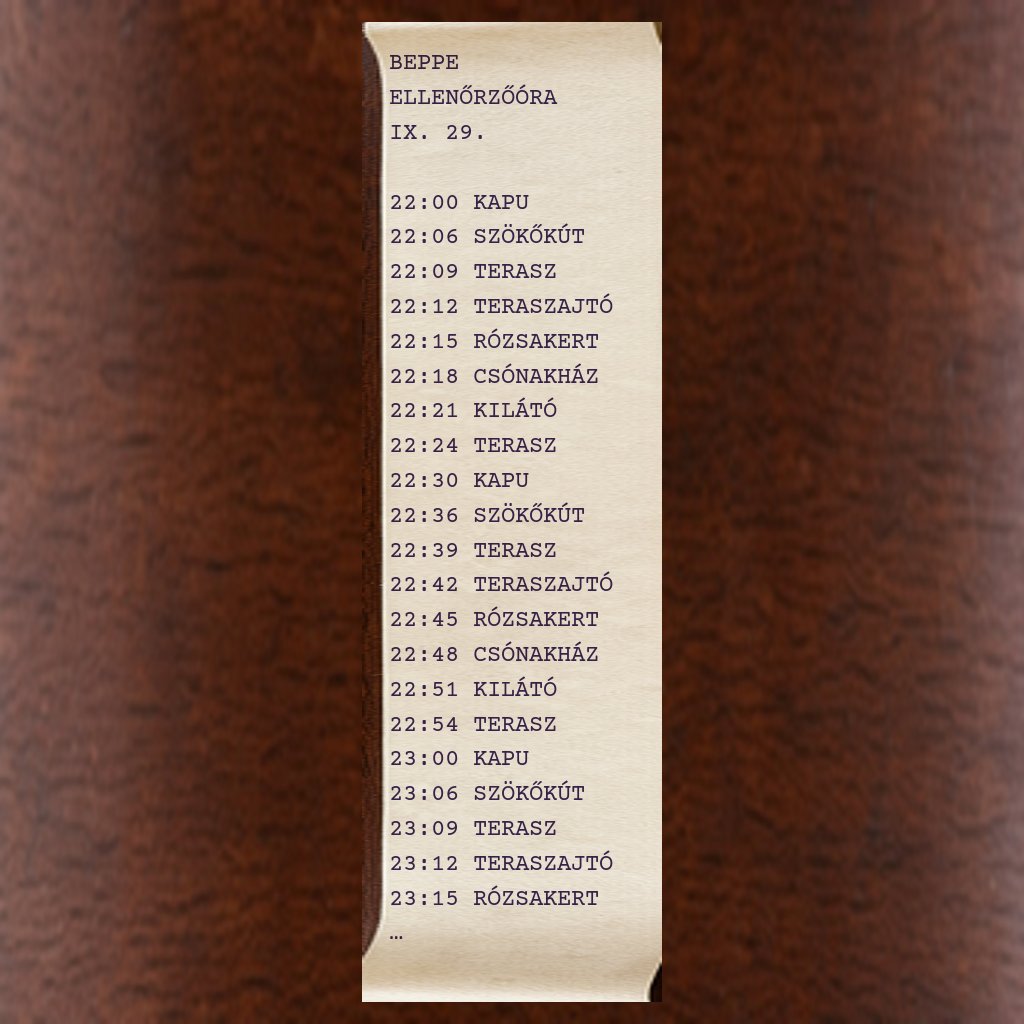 BEPPE
ELLENŐRZŐÓRA
IX. 29.
22:00 KAPU
22:06 SZÖKŐKÚT
22:09 TERASZ
22:12 TERASZAJTÓ
22:15 RÓZSAKERT
22:18 CSÓNAKHÁZ
22:21 KILÁTÓ
22:24 TERASZ
22:30 KAPU
22:36 SZÖKŐKÚT
22:39 TERASZ
22:42 TERASZAJTÓ
22:45 RÓZSAKERT
22:48 CSÓNAKHÁZ
22:51 KILÁTÓ
22:54 TERASZ
23:00 KAPU
23:06 SZÖKŐKÚT
23:09 TERASZ
23:12 TERASZAJTÓ
23:15 RÓZSAKERT
…